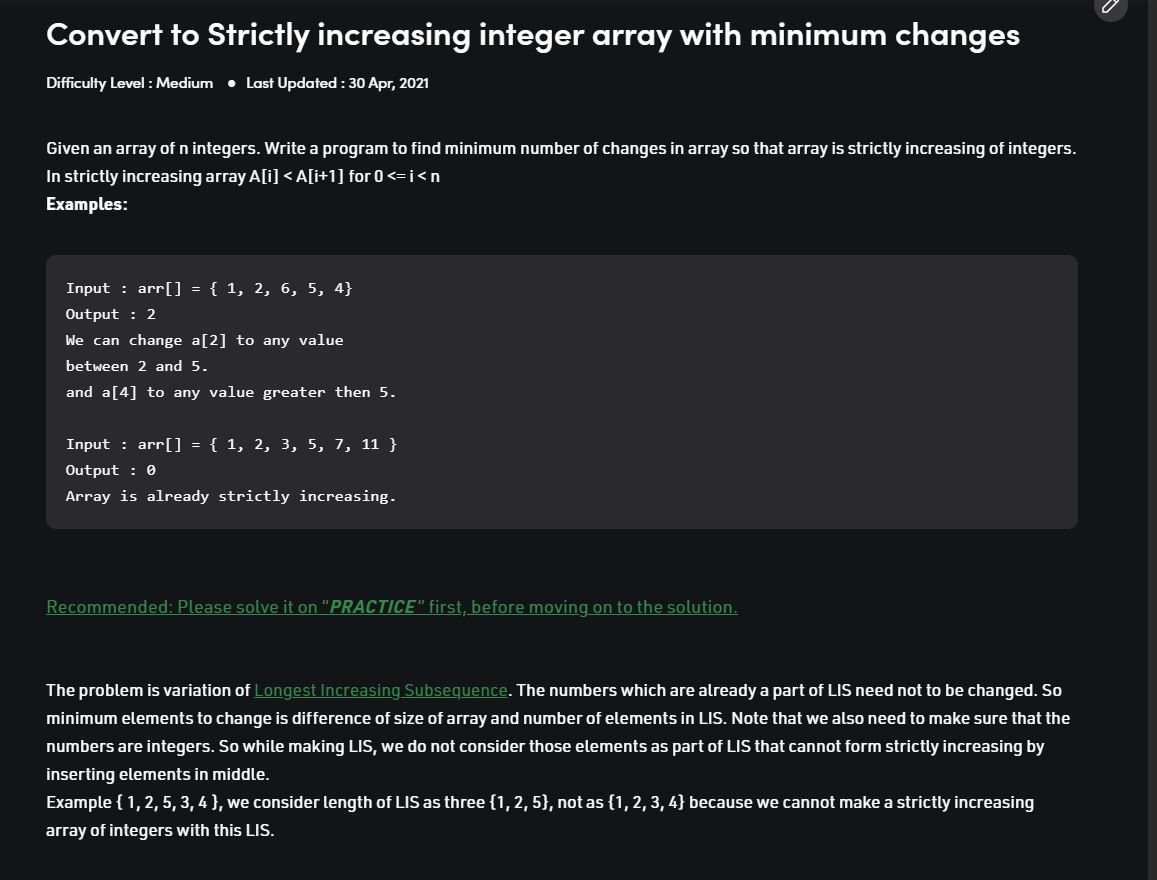 Convert to Strictly increasing integer array with minimum changes
Difficulty Level : Medium ● Last Updated : 30 Apr, 2021
Given an array of n integers. Write a program to find minimum number of changes in array so that array is strictly increasing of integers.
In strictly increasing array A[i] < A[i+1] for 0 <= i < n
Examples:
Input : arr[] = { 1, 2, 6, 5, 4}
Output : 2
We can change a[2] to any value
between 2 and 5.
and a[4] to any value greater then 5.
Input : arr[] = { 1, 2, 3, 5, 7, 11 }
Output : 0
Array is already strictly increasing.
Recommended: Please solve it on "PRACTICE" first, before moving on to the solution.
The problem is variation of Longest Increasing Subsequence. The numbers which are already a part of LIS need not to be changed. So
minimum elements to change is difference of size of array and number of elements in LIS. Note that we also need to make sure that the
numbers are integers. So while making LIS, we do not consider those elements as part of LIS that cannot form strictly increasing by
inserting elements in middle.
Example { 1, 2, 5, 3, 4 }, we consider length of LIS as three {1, 2, 5}, not as {1, 2, 3, 4} because we cannot make a strictly increasing
array of integers with this LIS.